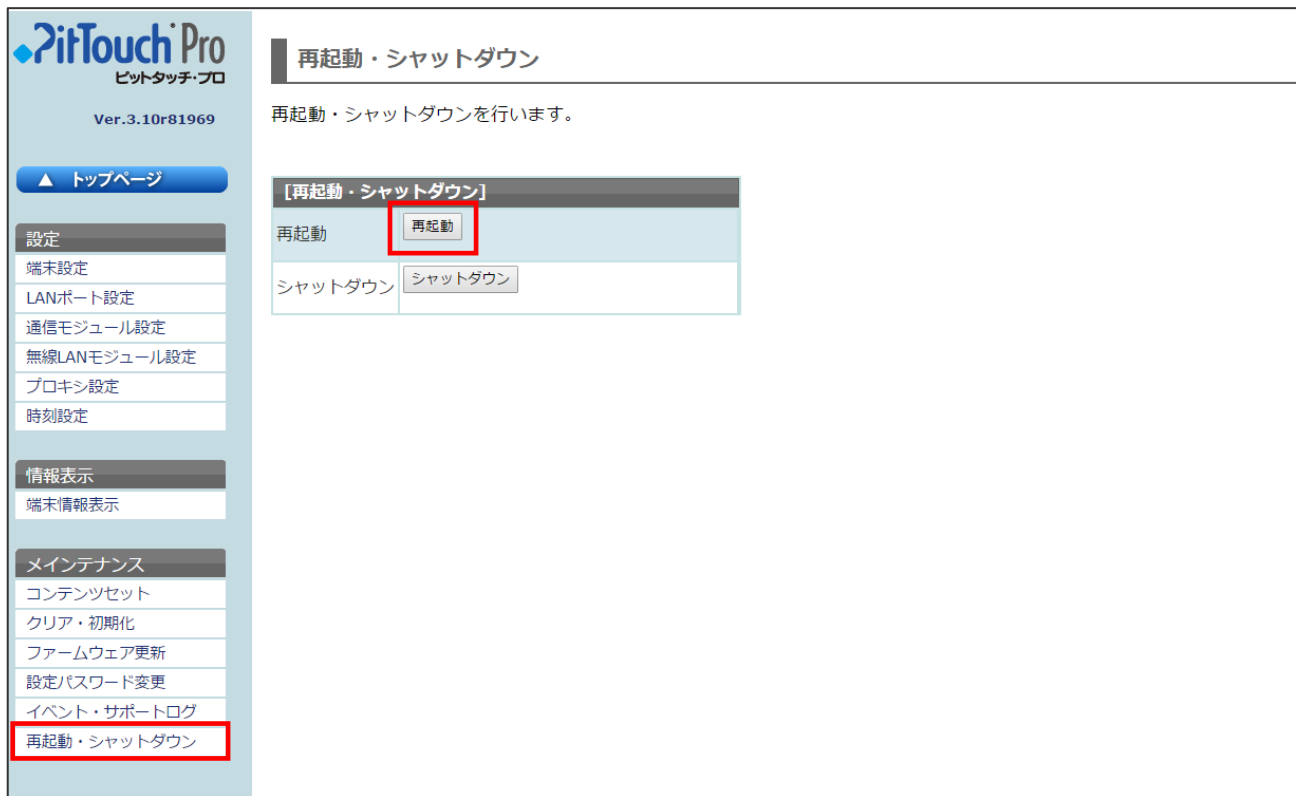 PitTouch Pro
ピットタッチ・プロ
Ver.3.10r81969
▲ トップページ
設定
端末設定
LANポート設定
通信モジュール設定
無線LANモジュール設定
プロキシ設定
時刻設定
情報表示
端末情報表示
メインテナンス
コンテンツセット
クリア・初期化
ファームウェア更新
設定パスワード変更
イベント・サポートログ
再起動・シャットダウン
再起動・シャットダウン
再起動・シャットダウンを行います。
[再起動・シャットダウン]
再起動 再起動
シャットダウン シャットダウン